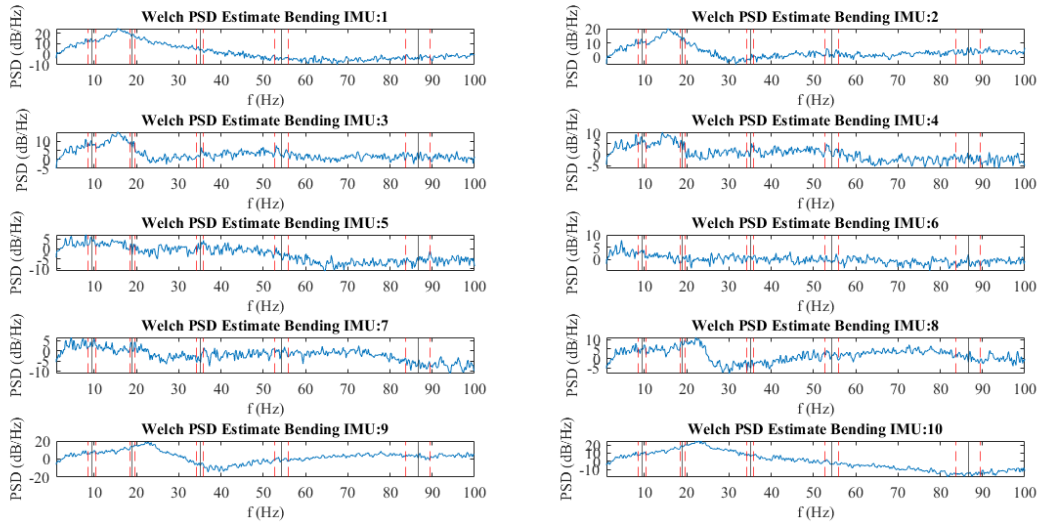 Welch PSD Estimate Bending IMU:1
PSD (dB/Hz)
20
10
0
-10
10 20 30 40 50 60 70 80 90 100
f (Hz)
Welch PSD Estimate Bending IMU:2
PSD (dB/Hz)
20
10
0
10 20 30 40 50 60 70 80 90 100
f (Hz)
Welch PSD Estimate Bending IMU:3
PSD (dB/Hz)
10
5
0
-5
10 20 30 40 50 60 70 80 90 100
f (Hz)
Welch PSD Estimate Bending IMU:4
PSD (dB/Hz)
10
5
0
-5
10 20 30 40 50 60 70 80 90 100
f (Hz)
Welch PSD Estimate Bending IMU:5
PSD (dB/Hz)
5
0
-5
-10
10 20 30 40 50 60 70 80 90 100
f (Hz)
Welch PSD Estimate Bending IMU:6
PSD (dB/Hz)
10
5
0
10 20 30 40 50 60 70 80 90 100
f (Hz)
Welch PSD Estimate Bending IMU:7
PSD (dB/Hz)
5
0
-5
-10
10 20 30 40 50 60 70 80 90 100
f (Hz)
Welch PSD Estimate Bending IMU:8
PSD (dB/Hz)
10
5
0
-5
10 20 30 40 50 60 70 80 90 100
f (Hz)
Welch PSD Estimate Bending IMU:9
PSD (dB/Hz)
20
0
-20
10 20 30 40 50 60 70 80 90 100
f (Hz)
Welch PSD Estimate Bending IMU:10
PSD (dB/Hz)
20
10
0
-10
10 20 30 40 50 60 70 80 90 100
f (Hz)